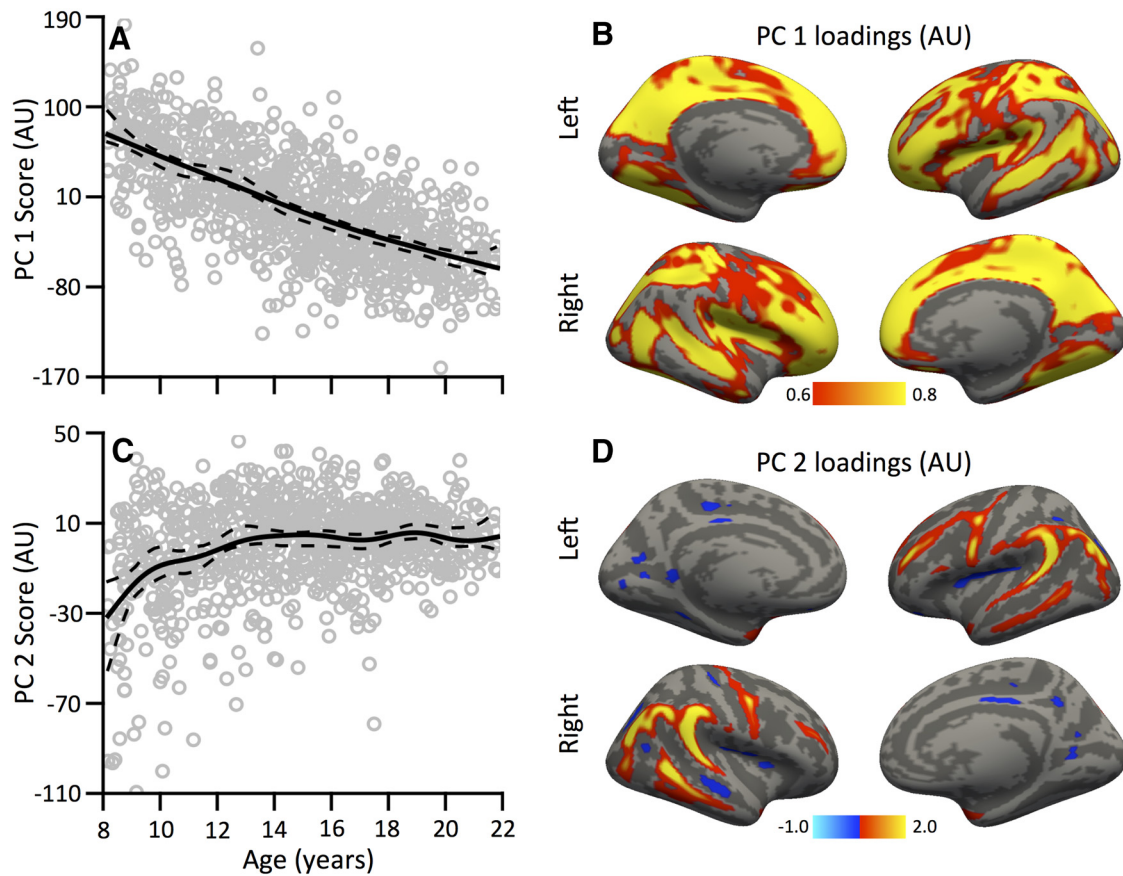 A
190
100
10
-80
-170
PC 1 Score (AU)
B
PC 1 loadings (AU)
Left
Right
0.6
0.8
C
50
10
-30
-70
-110
PC 2 Score (AU)
8 10 12 14 16 18 20 22
Age (years)
D
PC 2 loadings (AU)
Left
Right
-1.0
2.0